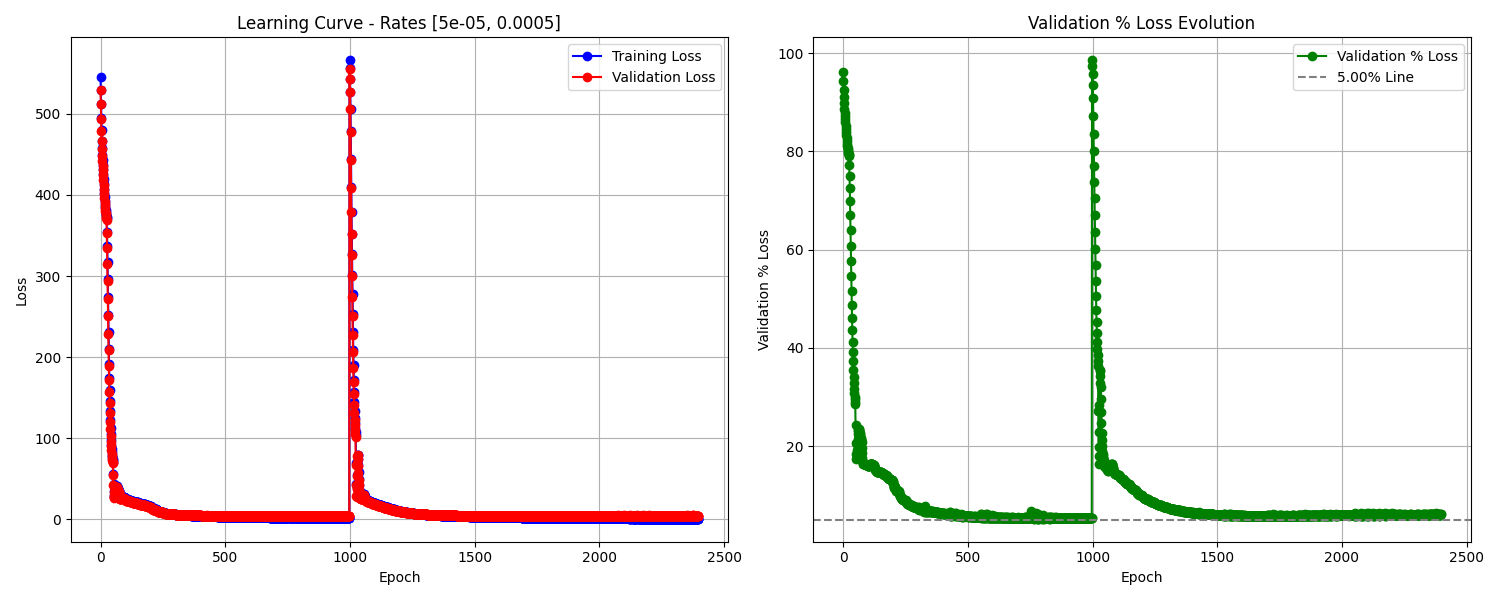 Learning Curve - Rates [5e-05, 0.0005]
Training Loss
Validation Loss
Loss
500
400
300
200
100
0
0
500
1000
1500
2000
2500
Epoch
Validation % Loss Evolution
Validation % Loss
5.00% Line
Validation % Loss
100
80
60
40
20
0
500
1000
1500
2000
2500
Epoch